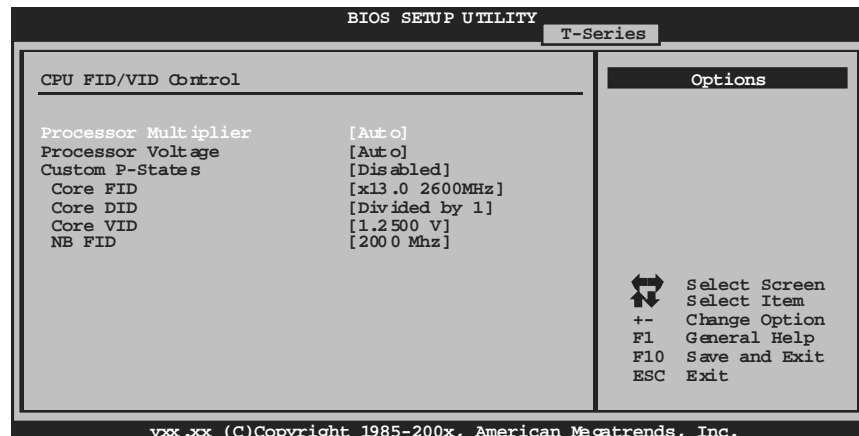 BIOS SETUP UTILITY
T-Series
CPU FID/VID Control
Options
Processor Multiplier [Auto]
Processor Voltage [Auto]
Custom P-States [Disabled]
Core FID [x13.0 2600MHz]
Core DID [Divided by 1]
Core VID [1.2500 V]
NB FID [2000 Mhz]
Select Screen
Select Item
+- Change Option
F1 General Help
F10 Save and Exit
ESC Exit
vxx.xx (C)Copyright 1985-200x, American Megatrends, Inc.